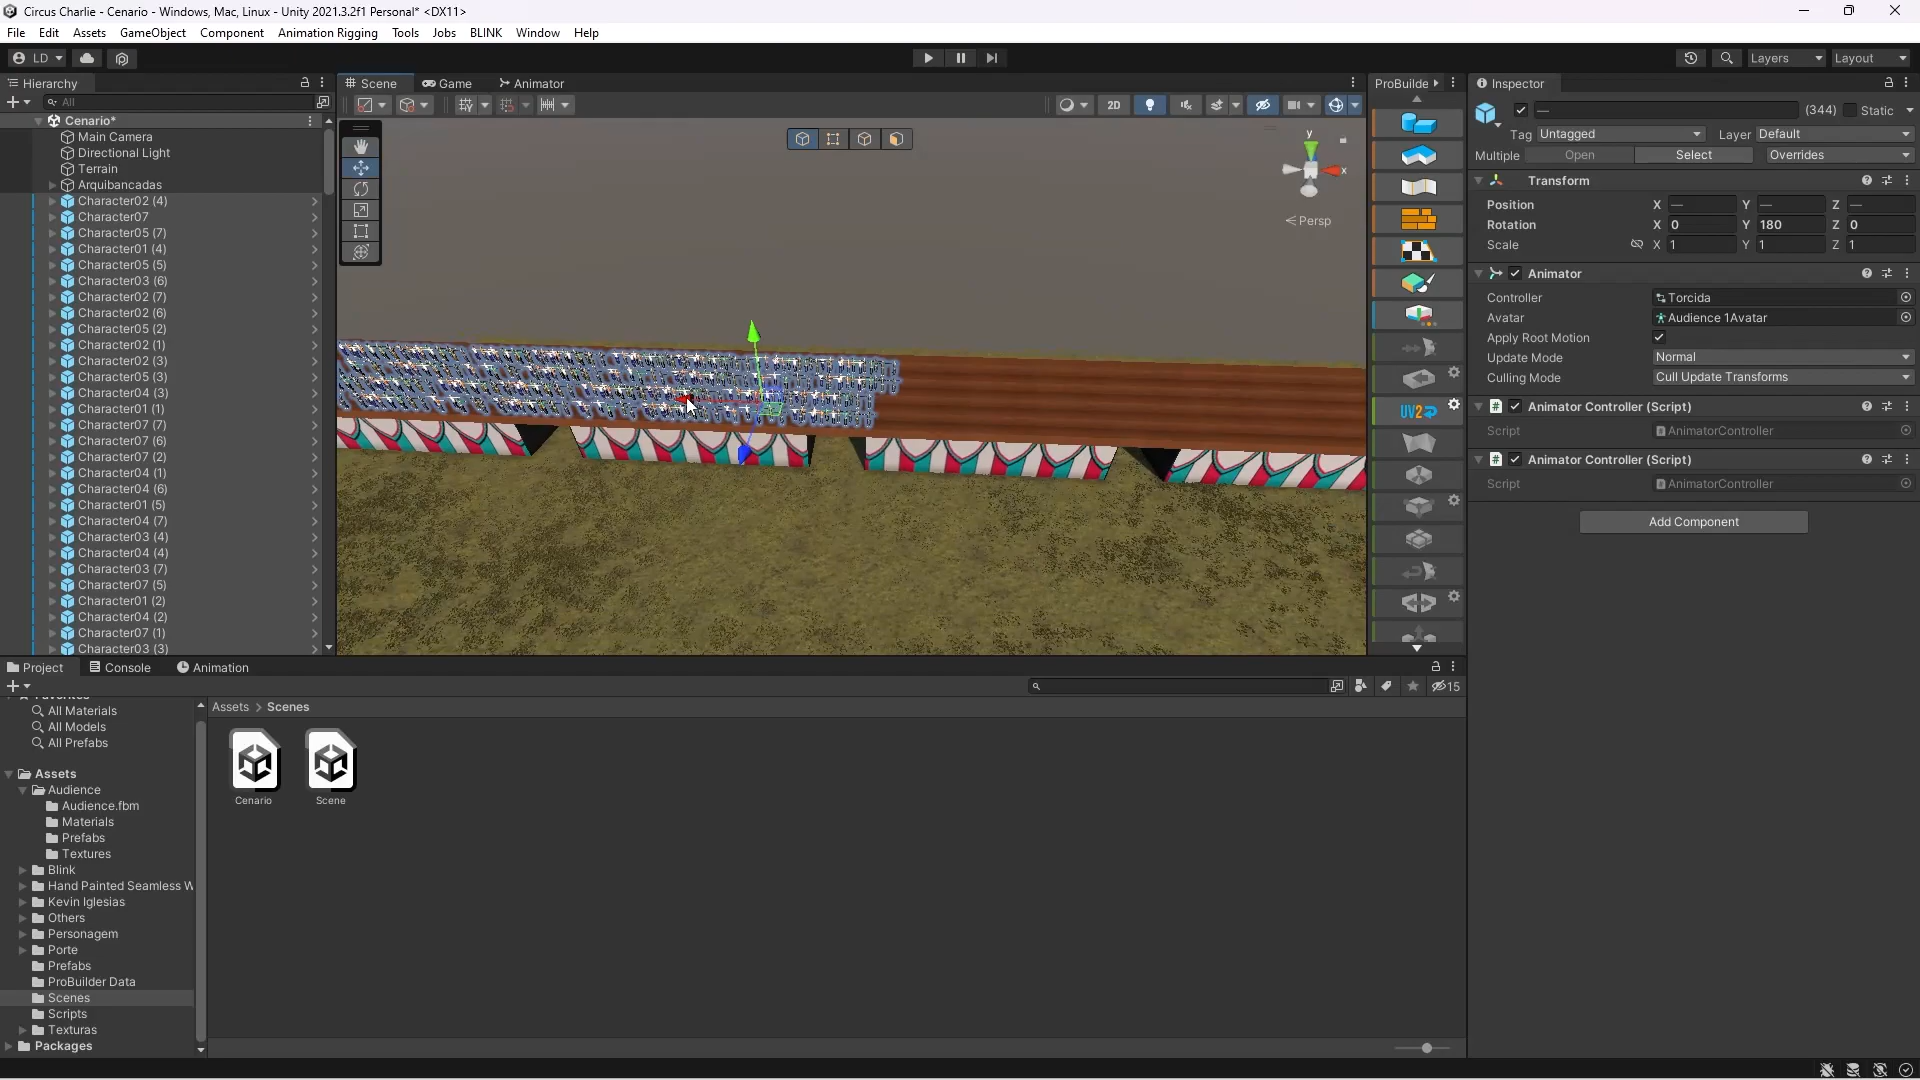 Circus Charlie - Cenario - Windows, Mac, Linux - Unity 2021.3.2f1 Personal* <DX11>
File Edit Assets GameObject Component Animation Rigging Tools Jobs BLINK Window Help
LD Layers Layout
Hierarchy
All
Cenario*
Main Camera
Directional Light
Terrain
Arquibancadas
Character02 (4)
Character07
Character05 (7)
Character01 (4)
Character05 (5)
Character03 (6)
Character02 (7)
Character02 (6)
Character05 (2)
Character02 (1)
Character02 (3)
Character05 (3)
Character04 (3)
Character01 (1)
Character07 (7)
Character07 (6)
Character07 (2)
Character04 (1)
Character04 (6)
Character01 (5)
Character04 (7)
Character03 (4)
Character04 (4)
Character03 (7)
Character07 (5)
Character01 (2)
Character04 (2)
Character07 (1)
Character03 (3)
Scene Game Animator
2D
y
x
Persp
ProBuilde
UV2
Inspector
— (344) Static
Tag Untagged Layer Default
Multiple Open Select Overrides
Transform
Position X — Y — Z —
Rotation X 0 Y 180 Z 0
Scale X 1 Y 1 Z 1
Animator
Controller Torcida
Avatar Audience 1Avatar
Apply Root Motion
Update Mode Normal
Culling Mode Cull Update Transforms
Animator Controller (Script)
Script AnimatorController
Animator Controller (Script)
Script AnimatorController
Add Component
Project Console Animation
15
Favorites
All Materials
All Models
All Prefabs
Assets
Audience
Audience.fbm
Materials
Prefabs
Textures
Blink
Hand Painted Seamless W
Kevin Iglesias
Others
Personagem
Porte
Prefabs
ProBuilder Data
Scenes
Scripts
Texturas
Packages
Assets > Scenes
Cenario
Scene